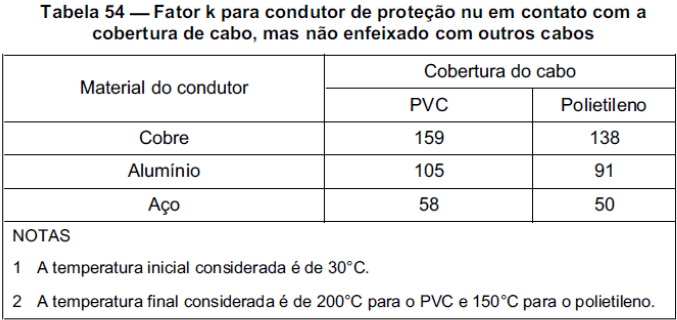 Tabela 54 — Fator k para condutor de proteção nu em contato com a
cobertura de cabo, mas não enfeixado com outros cabos
Material do condutor
Cobertura do cabo
PVC Polietileno
Cobre 159 138
Alumínio 105 91
Aço 58 50
NOTAS
1 A temperatura inicial considerada é de 30°C.
2 A temperatura final considerada é de 200°C para o PVC e 150°C para o polietileno.